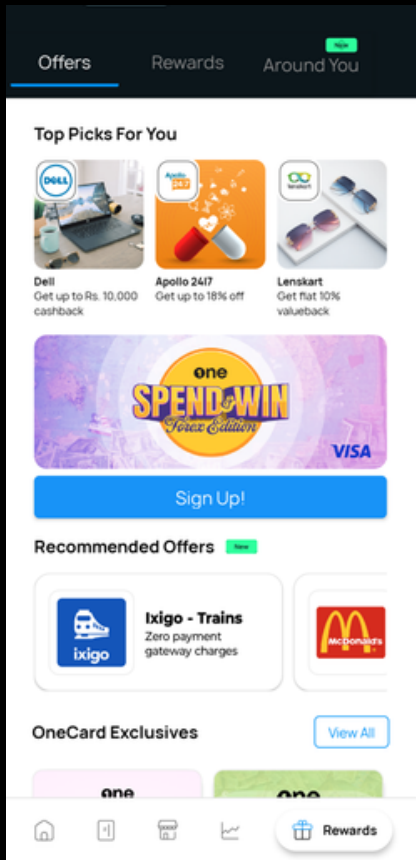 Offers
Rewards
New
Around You
Top Picks For You
DELL
Apollo
24|7
lenskart
Dell
Get up to Rs. 10,000
cashback
Apollo 24|7
Get up to 18% off
Lenskart
Get flat 10%
valueback
one
SPEND & WIN
Forex Edition
VISA
Sign Up!
Recommended Offers
New
ixigo
Ixigo - Trains
Zero payment
gateway charges
McDonald's
OneCard Exclusives
View All
one
one
Rewards